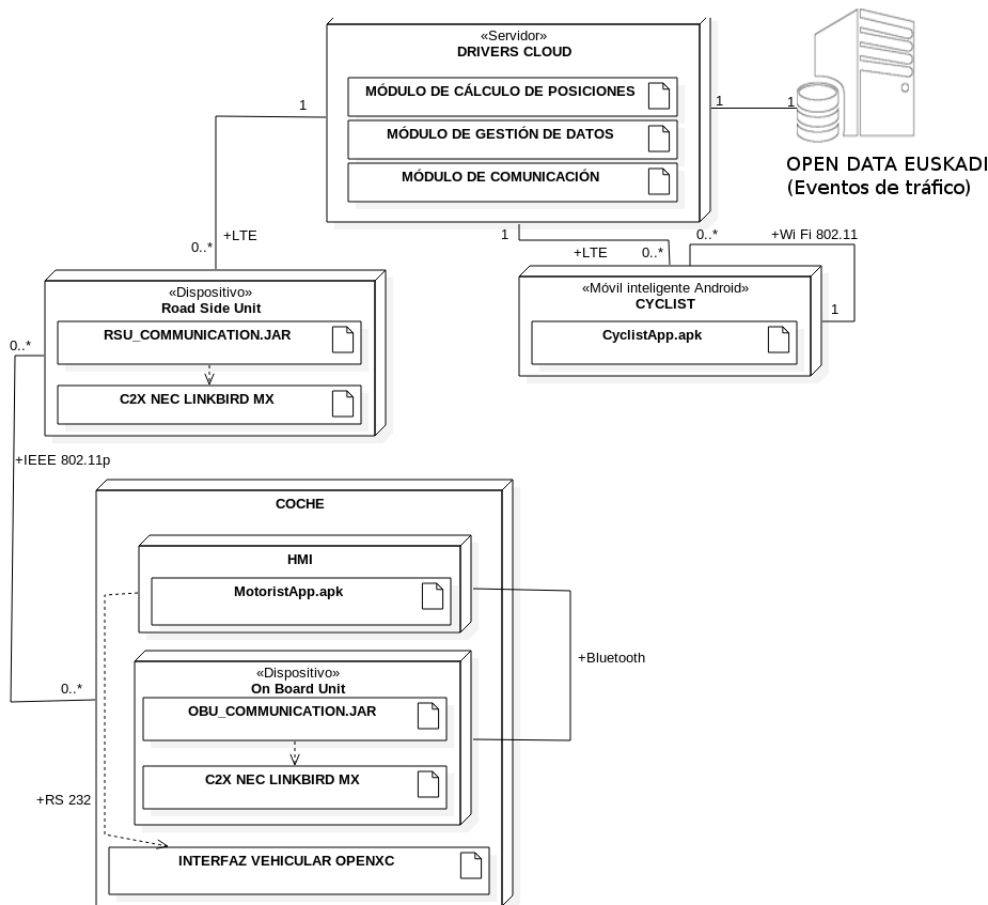 «Servidor»
DRIVERS CLOUD
MÓDULO DE CÁLCULO DE POSICIONES
MÓDULO DE GESTIÓN DE DATOS
MÓDULO DE COMUNICACIÓN
1
1
1
OPEN DATA EUSKADI
(Eventos de tráfico)
+LTE
0..*
1
+LTE
0..*
0..*
+Wi Fi 802.11
1
«Dispositivo»
Road Side Unit
RSU_COMMUNICATION.JAR
C2X NEC LINKBIRD MX
«Móvil inteligente Android»
CYCLIST
CyclistApp.apk
0..*
+IEEE 802.11p
0..*
COCHE
HMI
MotoristApp.apk
+Bluetooth
«Dispositivo»
On Board Unit
OBU_COMMUNICATION.JAR
C2X NEC LINKBIRD MX
+RS 232
INTERFAZ VEHICULAR OPENXC